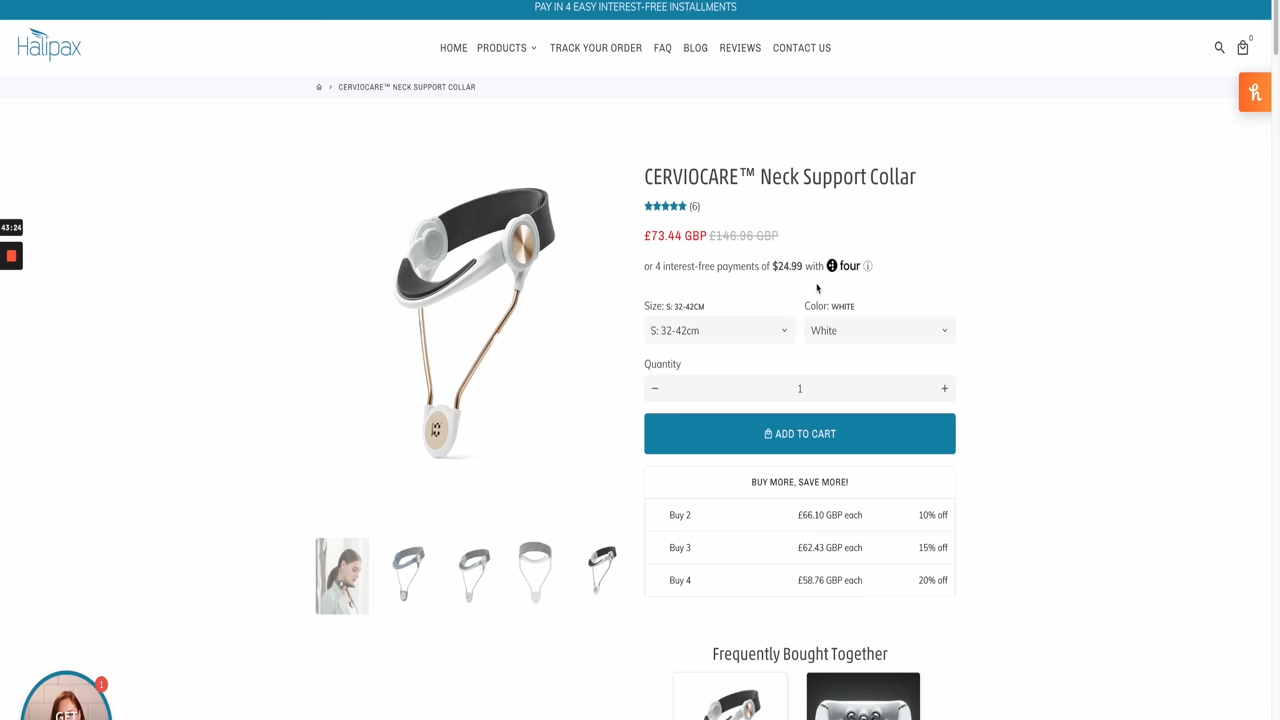 PAY IN 4 EASY INTEREST-FREE INSTALLMENTS
Halipax
HOME PRODUCTS TRACK YOUR ORDER FAQ BLOG REVIEWS CONTACT US
0
CERVIOCARE™ NECK SUPPORT COLLAR
CERVIOCARE™ Neck Support Collar
(6)
43:24
£73.44 GBP £146.96 GBP
or 4 interest-free payments of $24.99 with four
Size: S: 32-42CM
Color: WHITE
S: 32-42cm
White
Quantity
− 1 +
ADD TO CART
BUY MORE, SAVE MORE!
Buy 2 £66.10 GBP each 10% off
Buy 3 £62.43 GBP each 15% off
Buy 4 £58.76 GBP each 20% off
Frequently Bought Together
1
GET